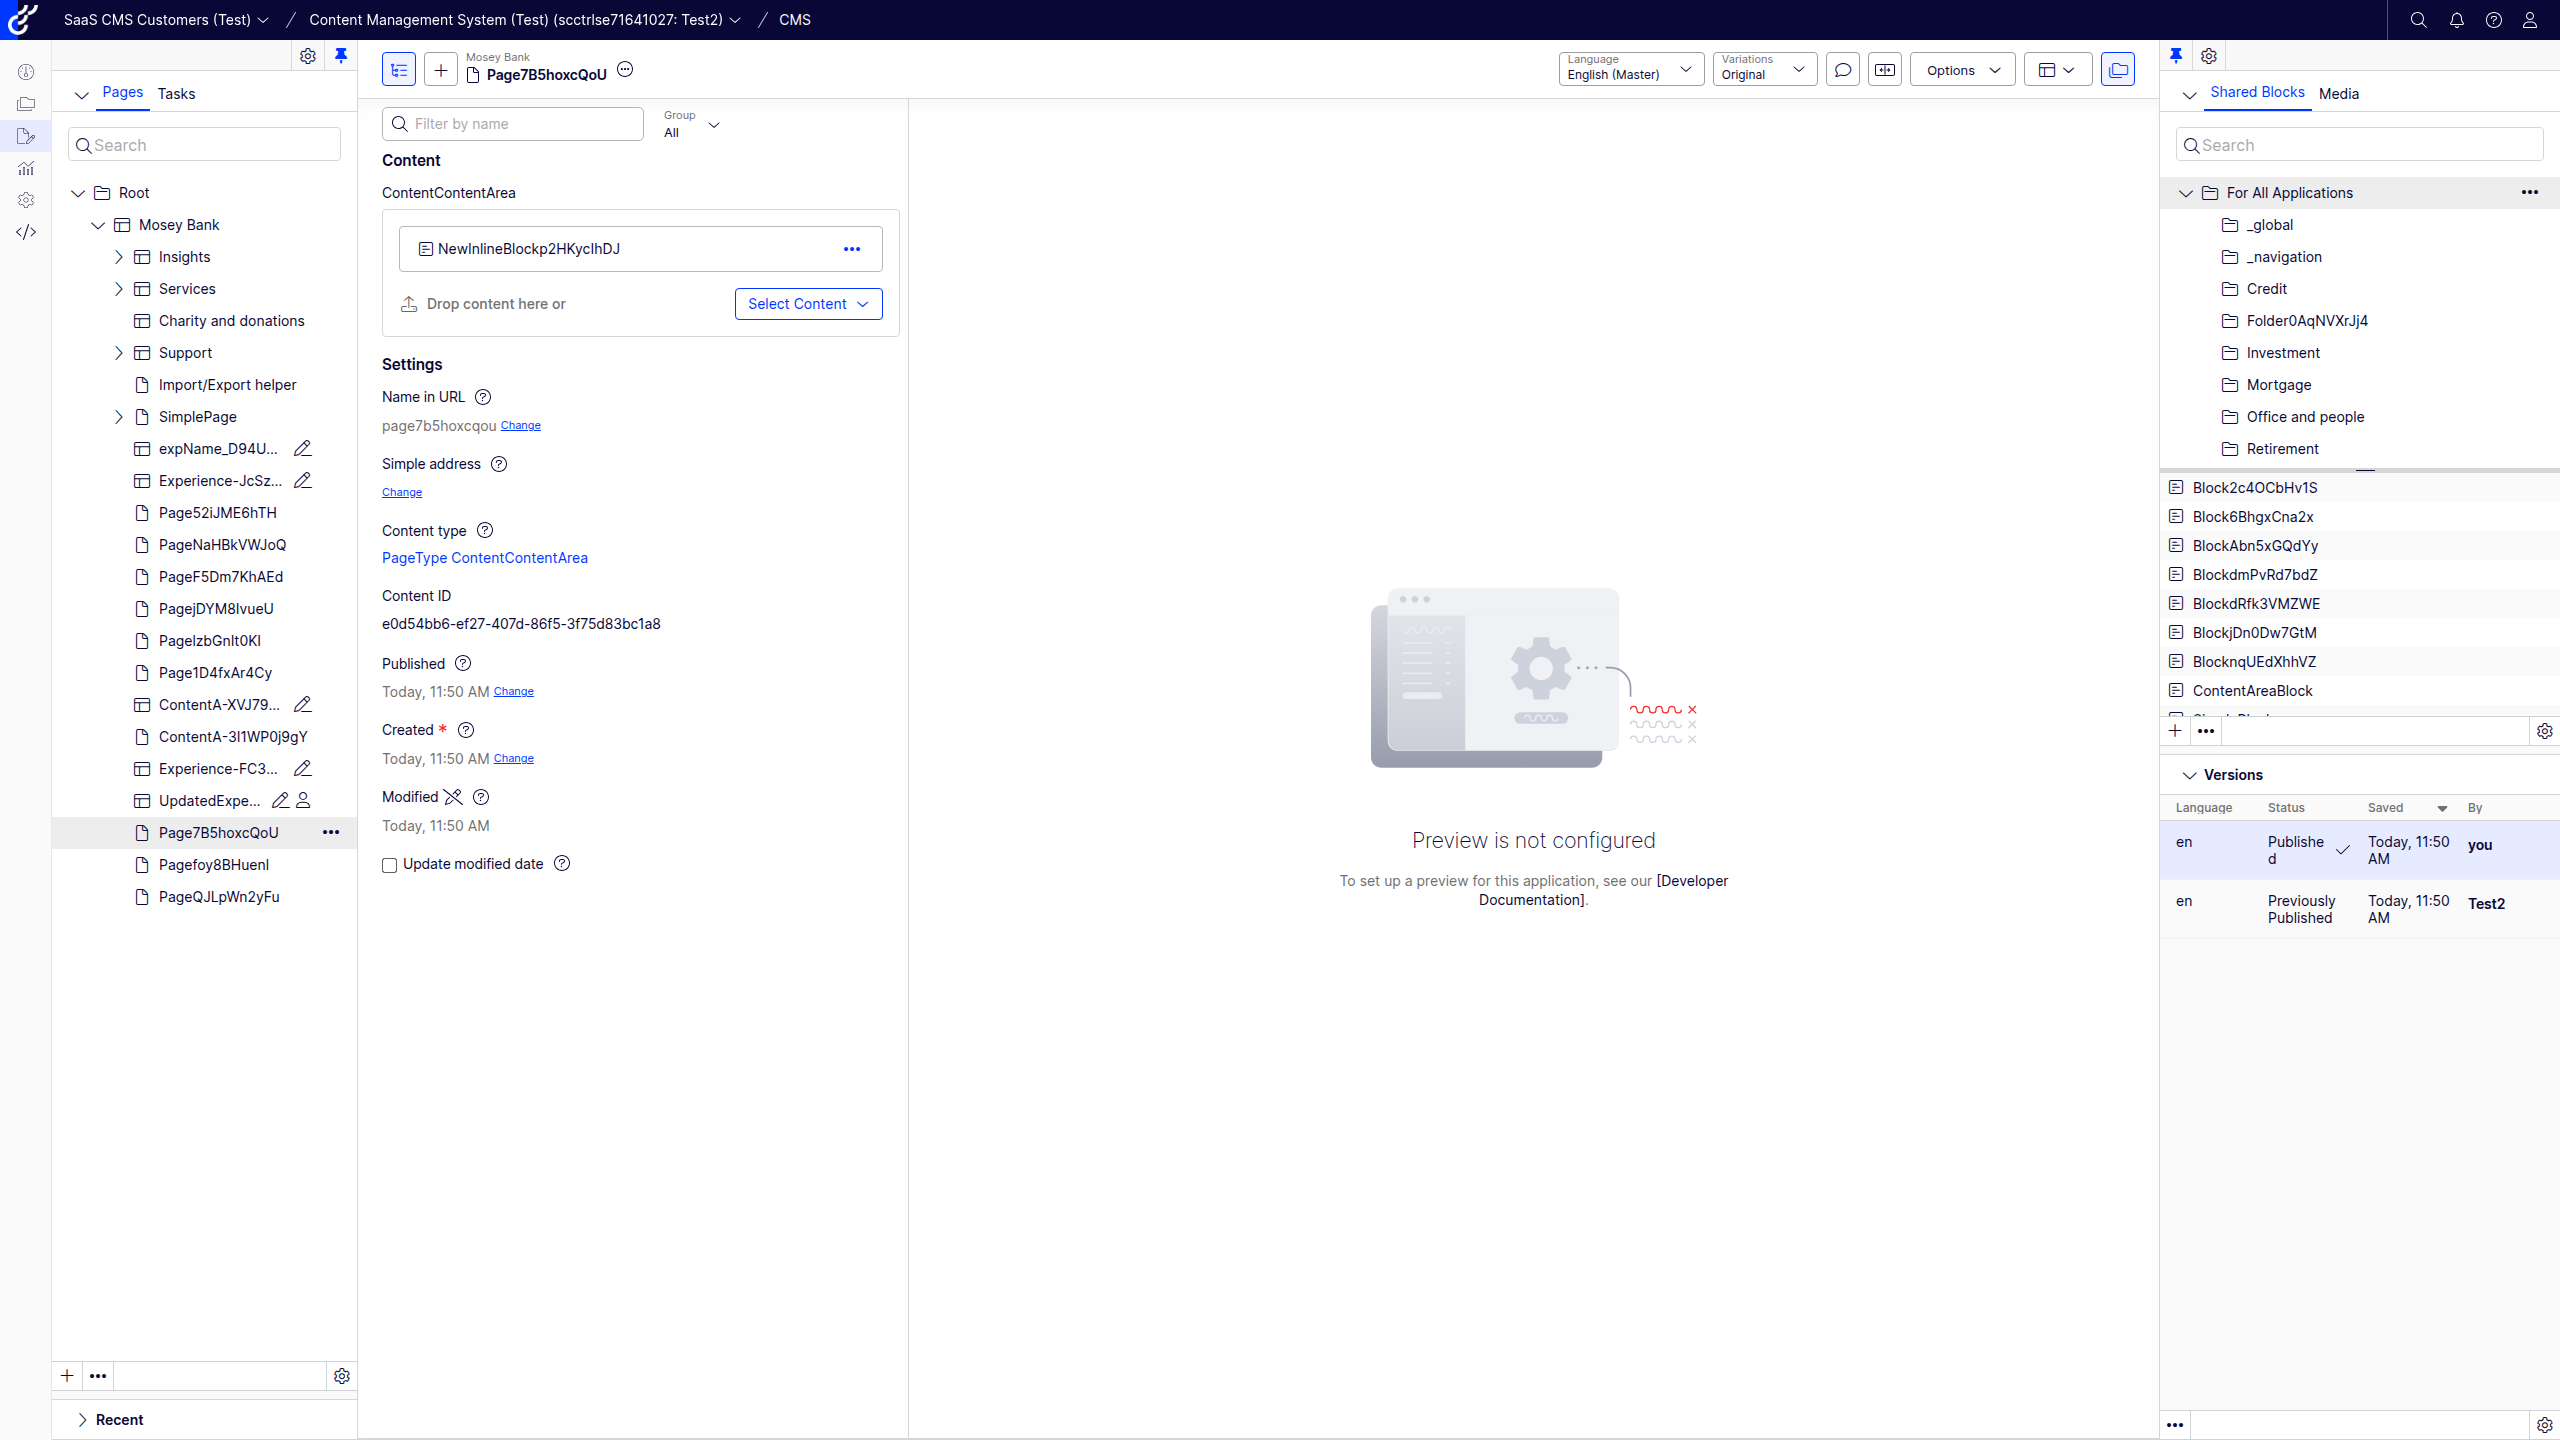 SaaS CMS Customers (Test)
Content Management System (Test) (scctrlse71641027: Test2)
CMS
Pages
Tasks
Search
Root
Mosey Bank
Insights
Services
Charity and donations
Support
Import/Export helper
SimplePage
expName_D94U...
Experience-JcSz...
Page52iJME6hTH
PageNaHBkVWJoQ
PageF5Dm7KhAEd
PagejDYM8IvueU
PageIzbGnIt0KI
Page1D4fxAr4Cy
ContentA-XVJ79...
ContentA-3I1WP0j9gY
Experience-FC3...
UpdatedExpe...
Page7B5hoxcQoU
Pagefoy8BHuenI
PageQJLpWn2yFu
Recent
Mosey Bank
Page7B5hoxcQoU
Language
English (Master)
Variations
Original
Options
Filter by name
Group
All
Content
ContentContentArea
NewInlineBlockp2HKycIhDJ
Drop content here or
Select Content
Settings
Name in URL
page7b5hoxcqou Change
Simple address
Change
Content type
PageType ContentContentArea
Content ID
e0d54bb6-ef27-407d-86f5-3f75d83bc1a8
Published
Today, 11:50 AM Change
Created *
Today, 11:50 AM Change
Modified
Today, 11:50 AM
Update modified date
Preview is not configured
To set up a preview for this application, see our [Developer
Documentation].
Shared Blocks
Media
Search
For All Applications
_global
_navigation
Credit
Folder0AqNVXrJj4
Investment
Mortgage
Office and people
Retirement
Block2c4OCbHv1S
Block6BhgxCna2x
BlockAbn5xGQdYy
BlockdmPvRd7bdZ
BlockdRfk3VMZWE
BlockjDn0Dw7GtM
BlocknqUEdXhhVZ
ContentAreaBlock
Versions
Language Status Saved By
en Publishe
d
Today, 11:50
AM
you
en Previously
Published
Today, 11:50
AM
Test2